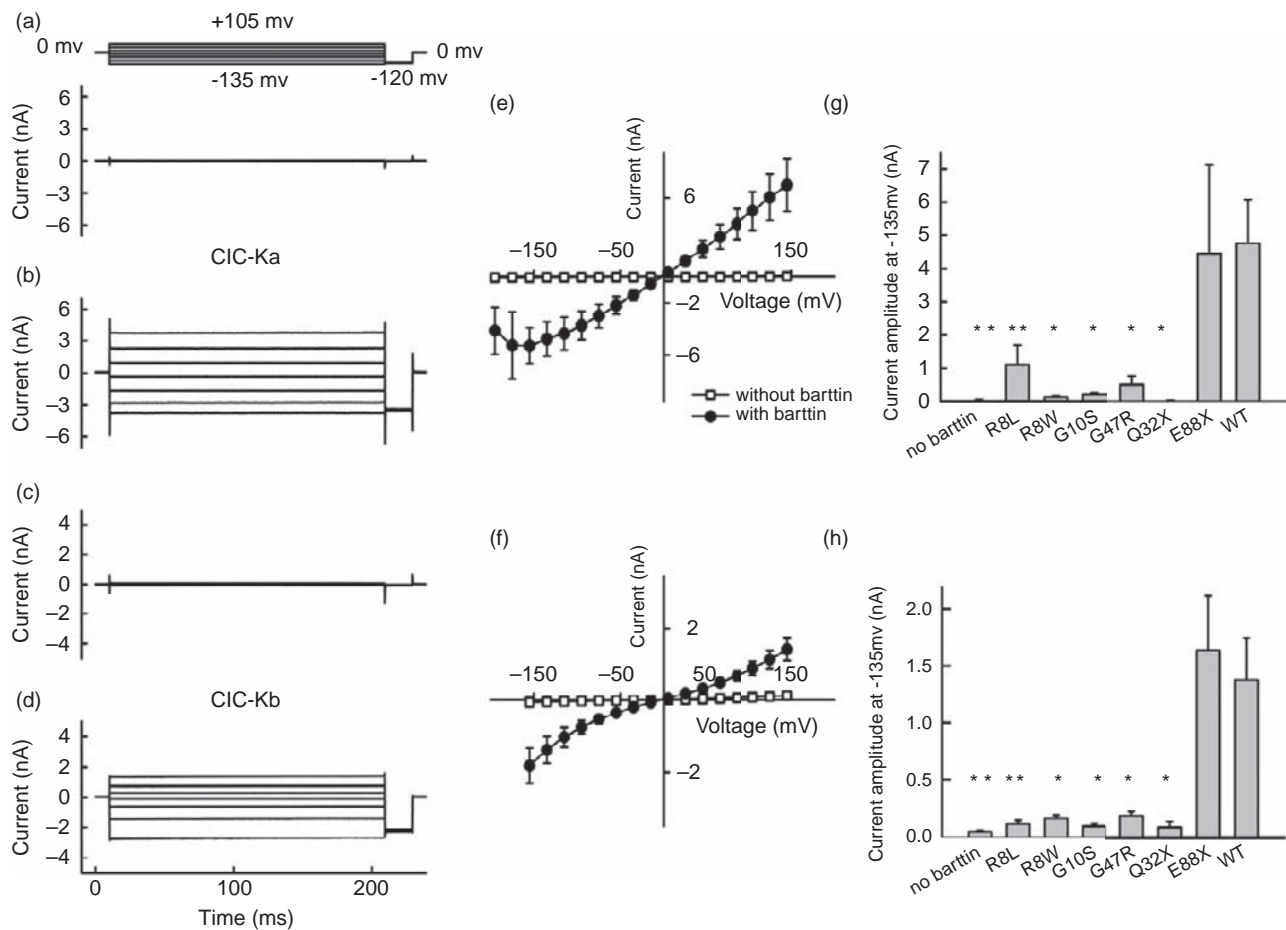 (a)
+105 mv
0 mv
0 mv
-135 mv
-120 mv
6
3
0
−3
−6
Current (nA)
(b)
ClC-Ka
6
3
0
−3
−6
Current (nA)
(c)
4
2
0
−2
−4
Current (nA)
(d)
ClC-Kb
4
2
0
−2
−4
Current (nA)
0 100 200
Time (ms)
(e)
Current (nA)
6
−150 −50 150
−2
Voltage (mV)
−6
without barttin
with barttin
(f)
Current (nA)
2
−150 −50 50 150
Voltage (mV)
−2
(g)
Current amplitude at -135mv (nA)
7
6
5
4
3
2
1
0
* * ** * * * *
no barttin R8L R8W G10S G47R Q32X E88X WT
(h)
Current amplitude at -135mv (nA)
2.0
1.5
1.0
0.5
0.0
* * ** * * * *
no barttin R8L R8W G10S G47R Q32X E88X WT